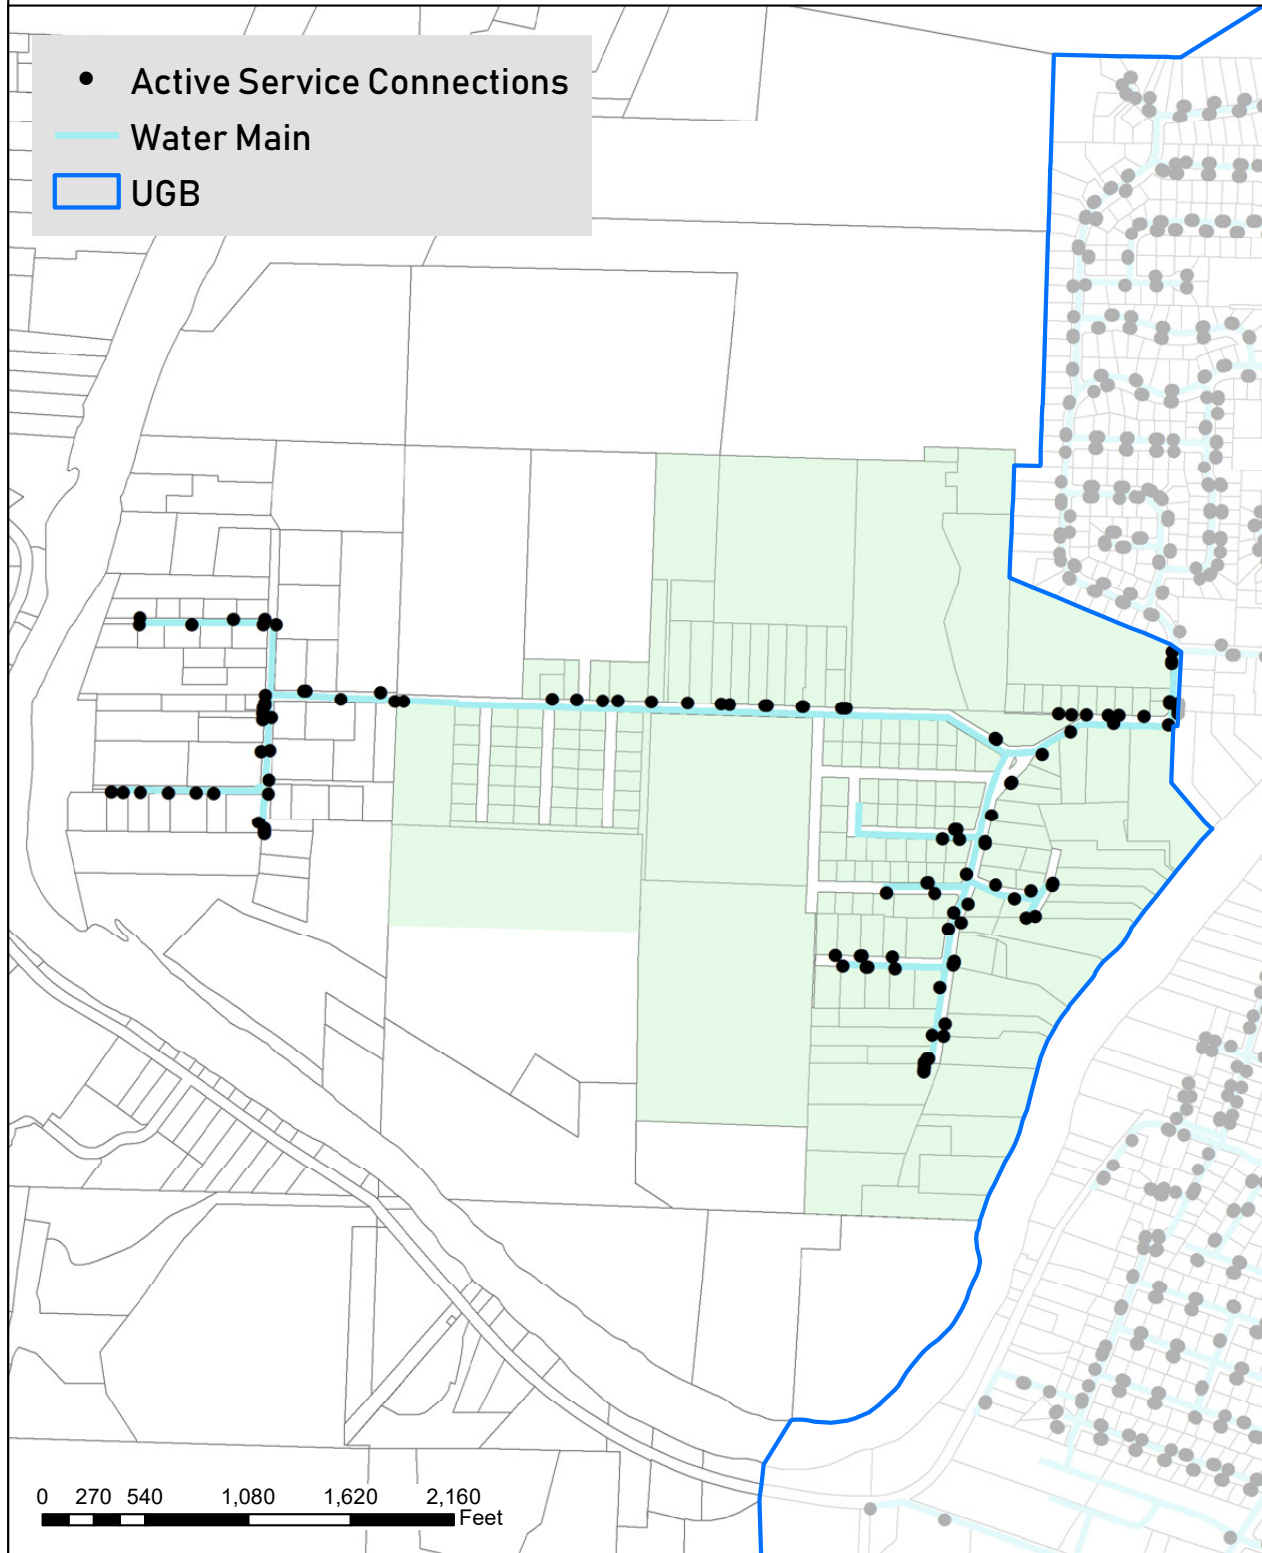 Active Service Connections
Water Main
UGB
0 270 540 1,080 1,620 2,160
Feet